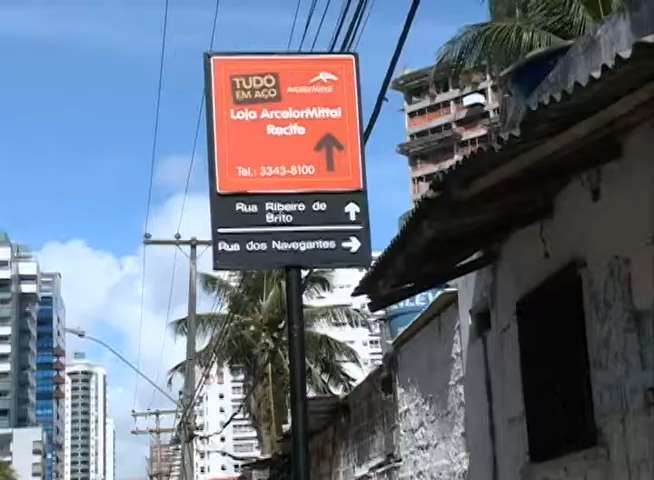 TUDO
EM AÇO
ArcelorMittal
Loja ArcelorMittal
Recife
Tel.: 3343-8100
Rua Ribeiro de
Brito
Rua dos Navegantes